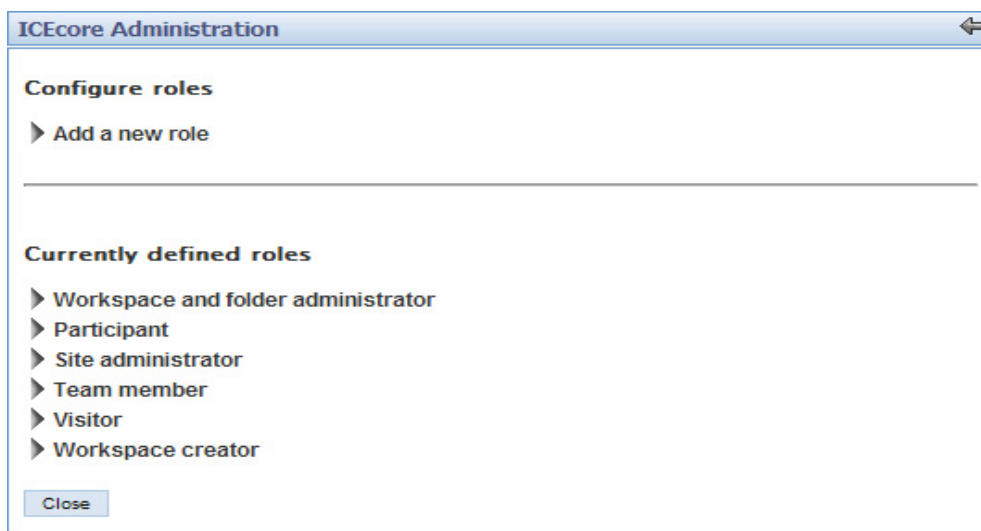 ICEcore Administration
Configure roles
Add a new role
Currently defined roles
Workspace and folder administrator
Participant
Site administrator
Team member
Visitor
Workspace creator
Close